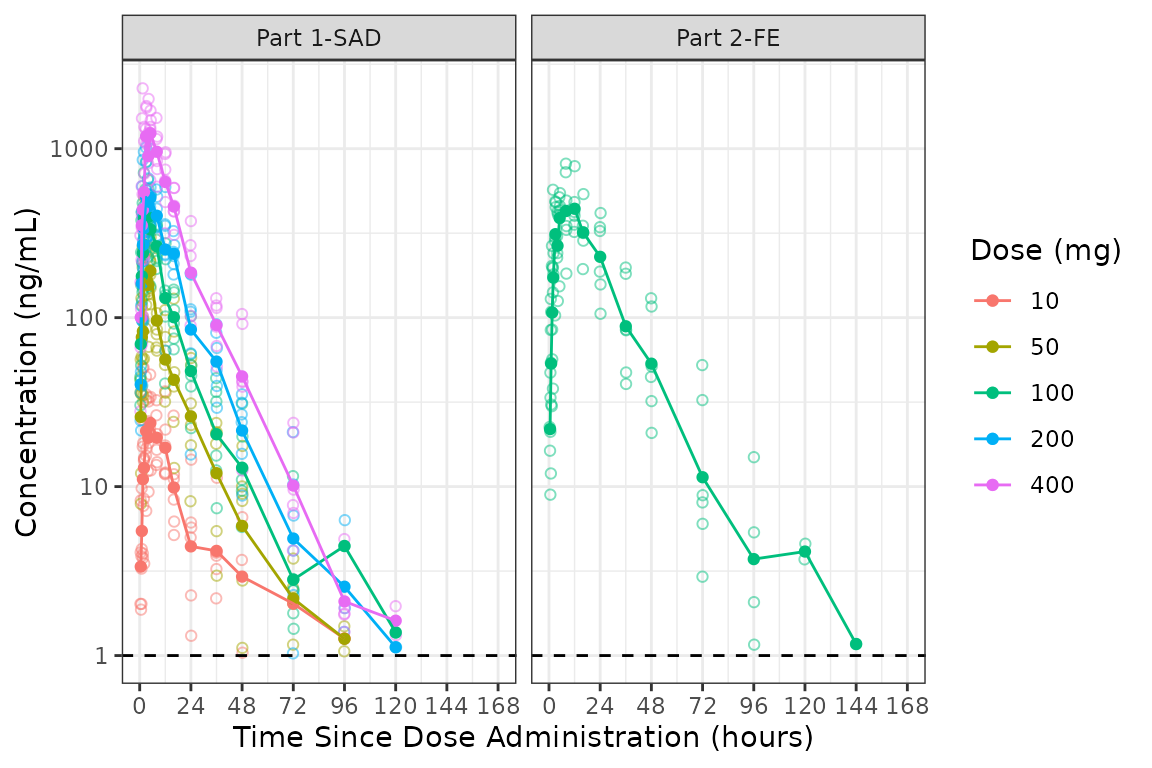 Part 1-SAD
Part 2-FE
Concentration (ng/mL)
1000
100
10
1
0 24 48 72 96 120 144 168
0 24 48 72 96 120 144 168
Time Since Dose Administration (hours)
Dose (mg)
10
50
100
200
400